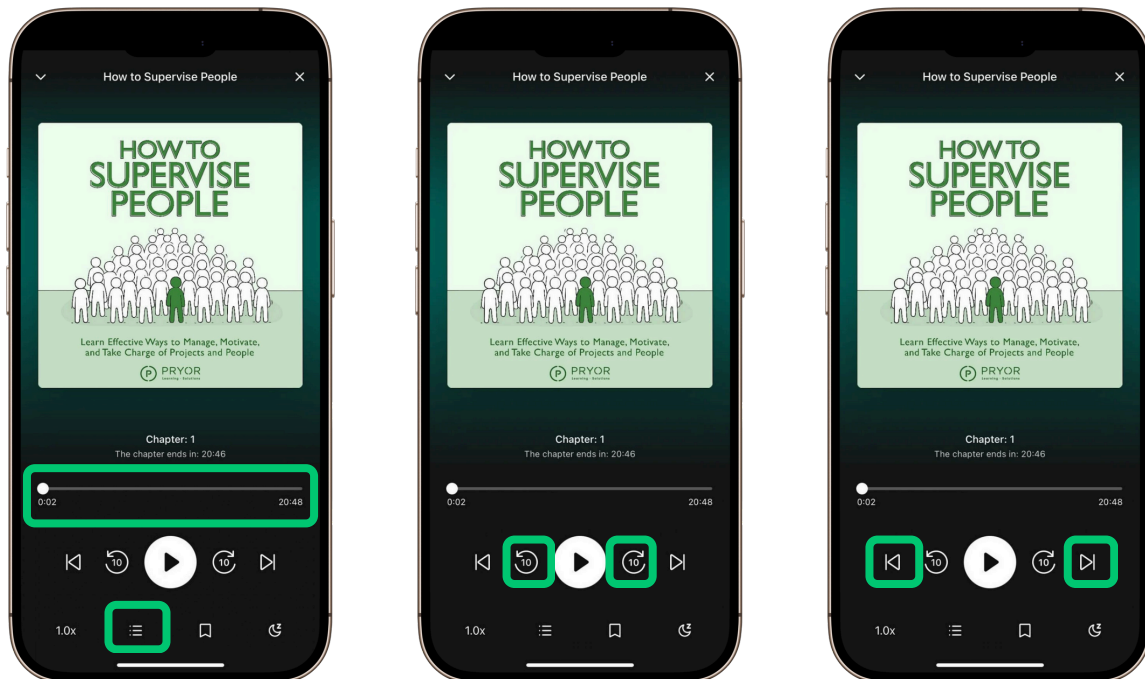 How to Supervise People
HOW TO
SUPERVISE
PEOPLE
Learn Effective Ways to Manage, Motivate,
and Take Charge of Projects and People
P PRYOR
Learning · Solutions
Chapter: 1
The chapter ends in: 20:46
0:02 20:48
10 10
1.0x
z
How to Supervise People
HOW TO
SUPERVISE
PEOPLE
Learn Effective Ways to Manage, Motivate,
and Take Charge of Projects and People
P PRYOR
Learning · Solutions
Chapter: 1
The chapter ends in: 20:46
0:02 20:48
10 10
1.0x
z
How to Supervise People
HOW TO
SUPERVISE
PEOPLE
Learn Effective Ways to Manage, Motivate,
and Take Charge of Projects and People
P PRYOR
Learning · Solutions
Chapter: 1
The chapter ends in: 20:46
0:02 20:48
10 10
1.0x
z